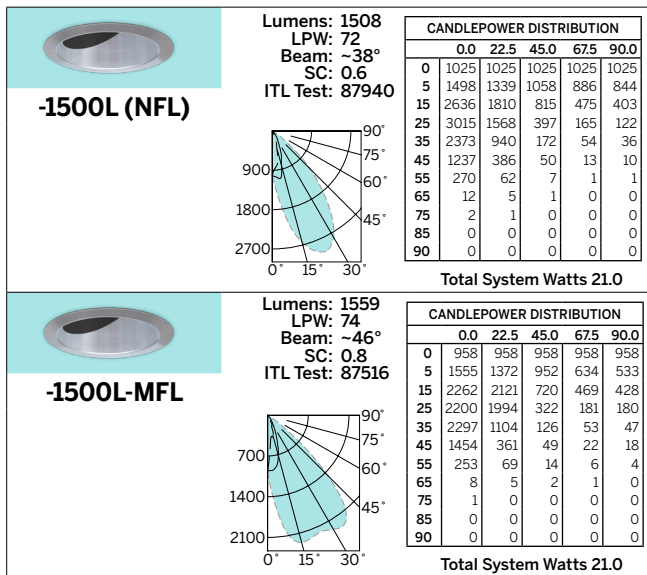 -1500L (NFL)
Lumens: 1508
LPW: 72
Beam: ~38°
SC: 0.6
ITL Test: 87940
90°
75°
60°
45°
900
1800
2700
0° 15° 30°
CANDLEPOWER DISTRIBUTION
0.0 22.5 45.0 67.5 90.0
0 1025 1025 1025 1025 1025
5 1498 1339 1058 886 844
15 2636 1810 815 475 403
25 3015 1568 397 165 122
35 2373 940 172 54 36
45 1237 386 50 13 10
55 270 62 7 1 1
65 12 5 1 0 0
75 2 1 0 0 0
85 0 0 0 0 0
90 0 0 0 0 0
Total System Watts 21.0
-1500L-MFL
Lumens: 1559
LPW: 74
Beam: ~46°
SC: 0.8
ITL Test: 87516
90°
75°
60°
45°
700
1400
2100
0° 15° 30°
CANDLEPOWER DISTRIBUTION
0.0 22.5 45.0 67.5 90.0
0 958 958 958 958 958
5 1555 1372 952 634 533
15 2262 2121 720 469 428
25 2200 1994 322 181 180
35 2297 1104 126 53 47
45 1454 361 49 22 18
55 253 69 14 6 4
65 8 5 2 1 0
75 1 0 0 0 0
85 0 0 0 0 0
90 0 0 0 0 0
Total System Watts 21.0